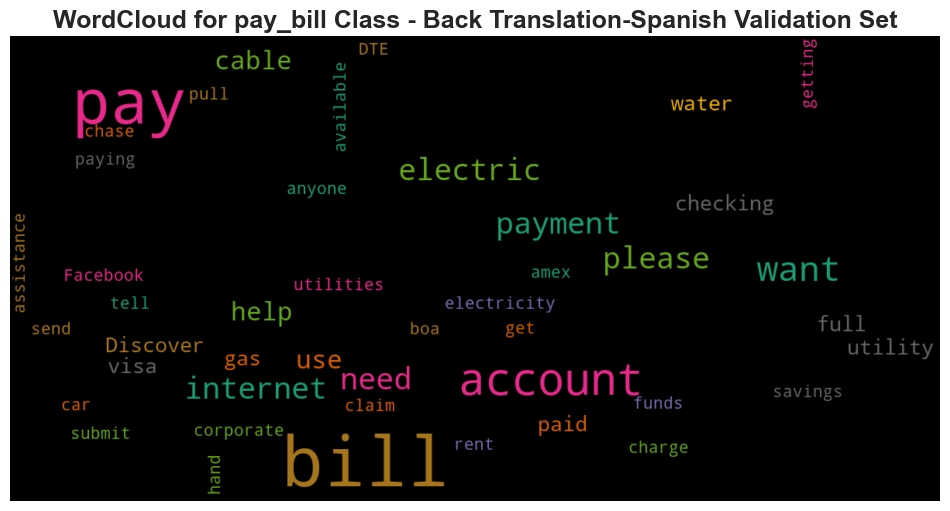 WordCloud for pay_bill Class - Back Translation-Spanish Validation Set
DTE
getting
cable
available
pay
pull
water
chase
paying
electric
anyone
checking
assistance
payment
please
want
Facebook
amex
utilities
tell
electricity
help
send
boa
get
full
Discover
utility
gas
use
visa
need
account
internet
savings
car
claim
funds
submit
corporate
paid
bill
rent
charge
hand